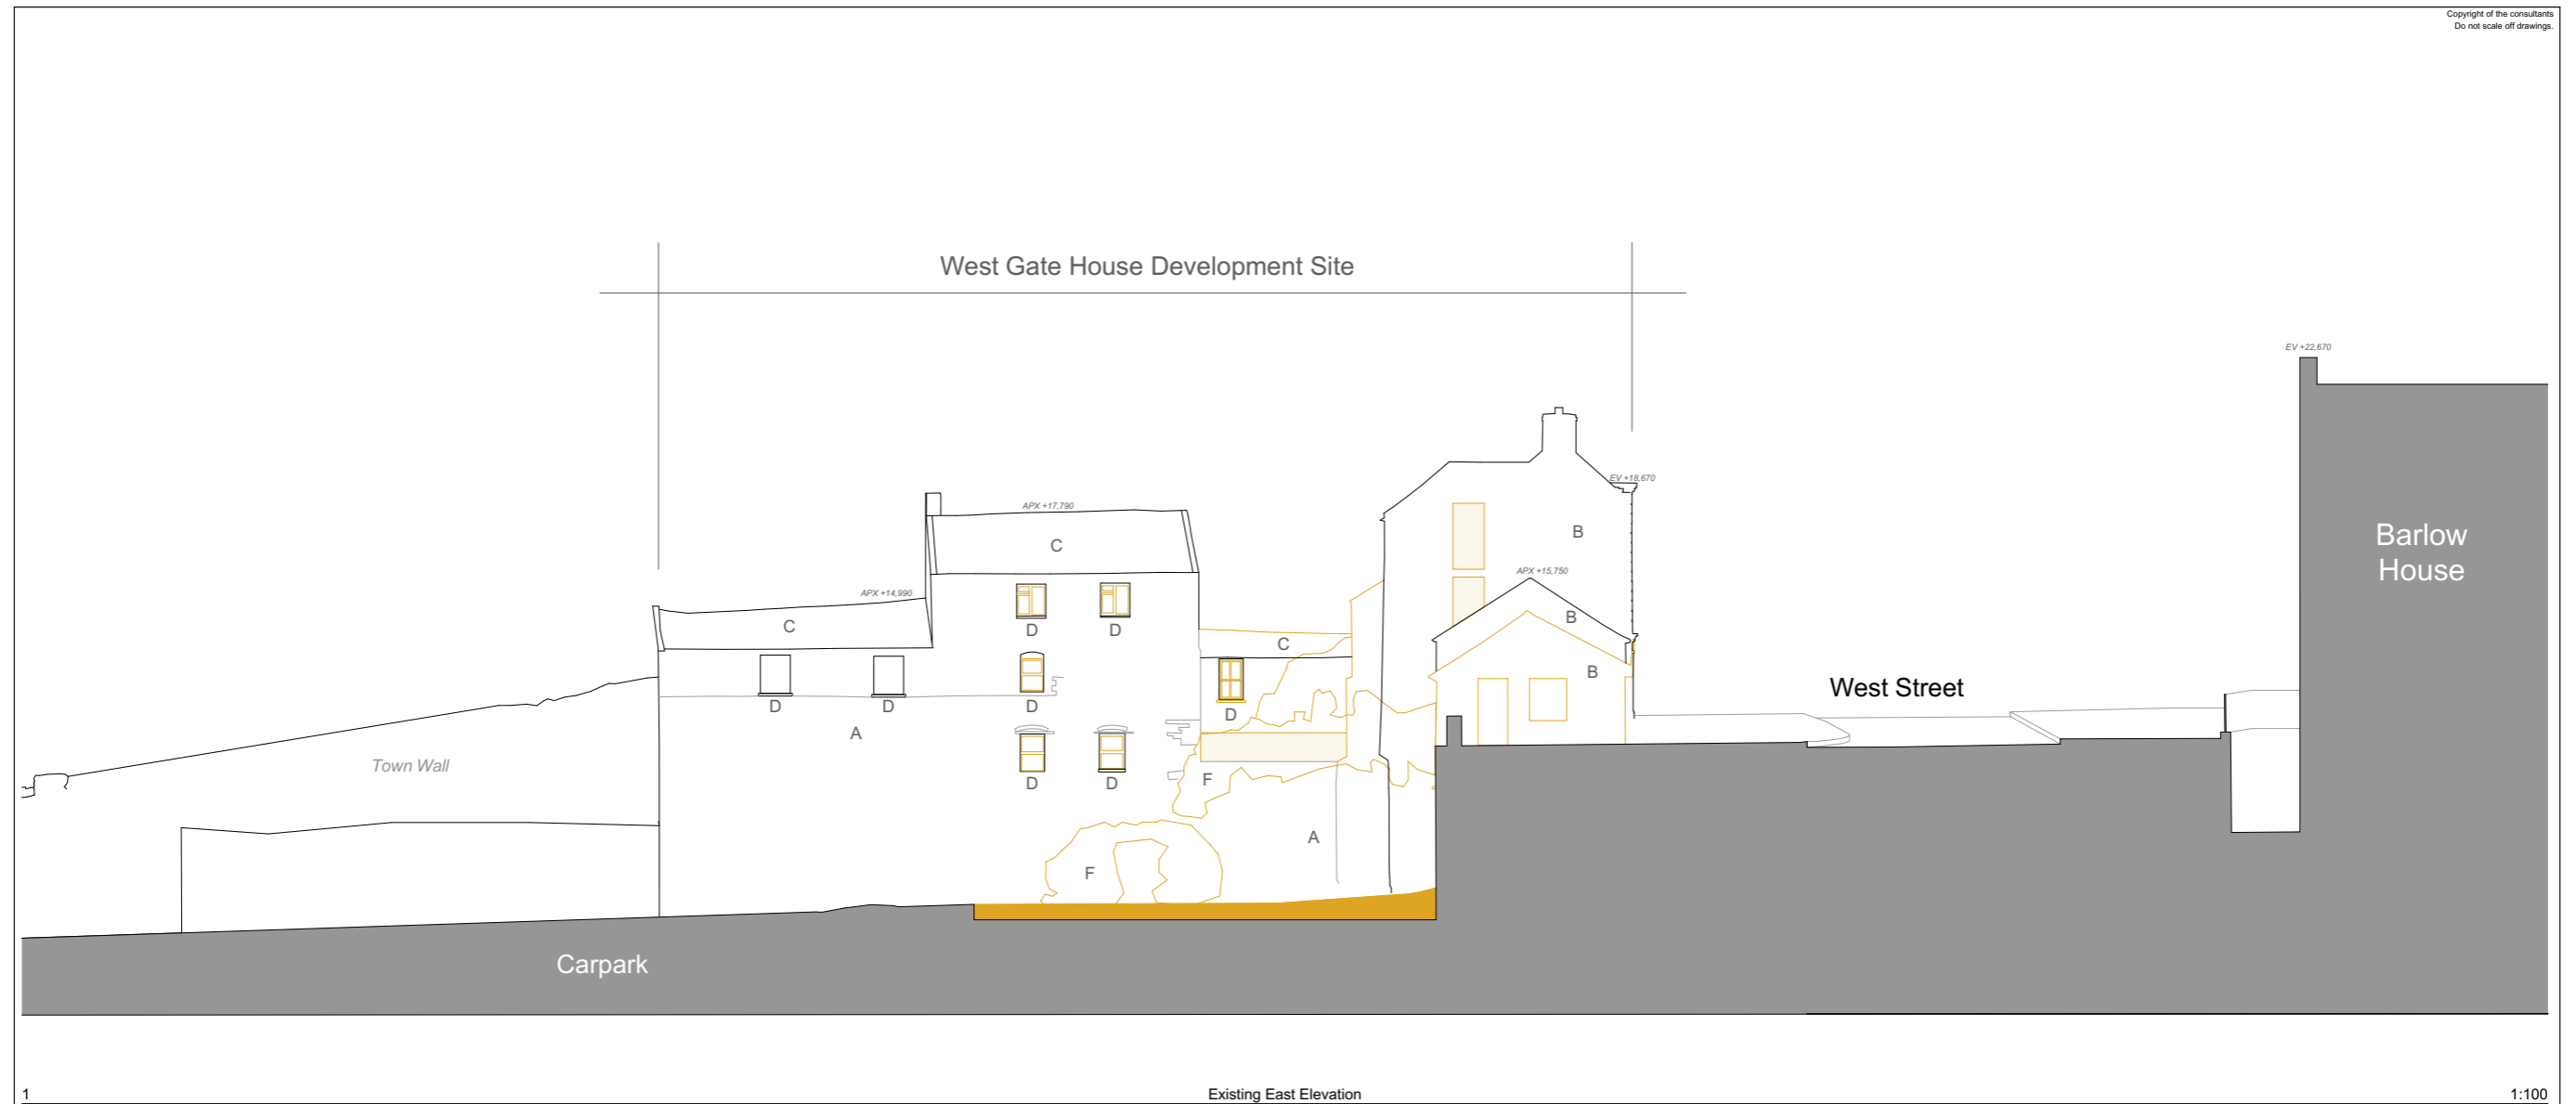 Copyright of the consultants
Do not scale off drawings.
West Gate House Development Site
EV +22,670
EV +18,670
APX +17,790
B
Barlow
House
C
APX +15,750
APX +14,990
C
B
D
D
C
B
West Street
D
D
D
D
A
Town Wall
D
D
F
A
F
Carpark
1
Existing East Elevation
1:100